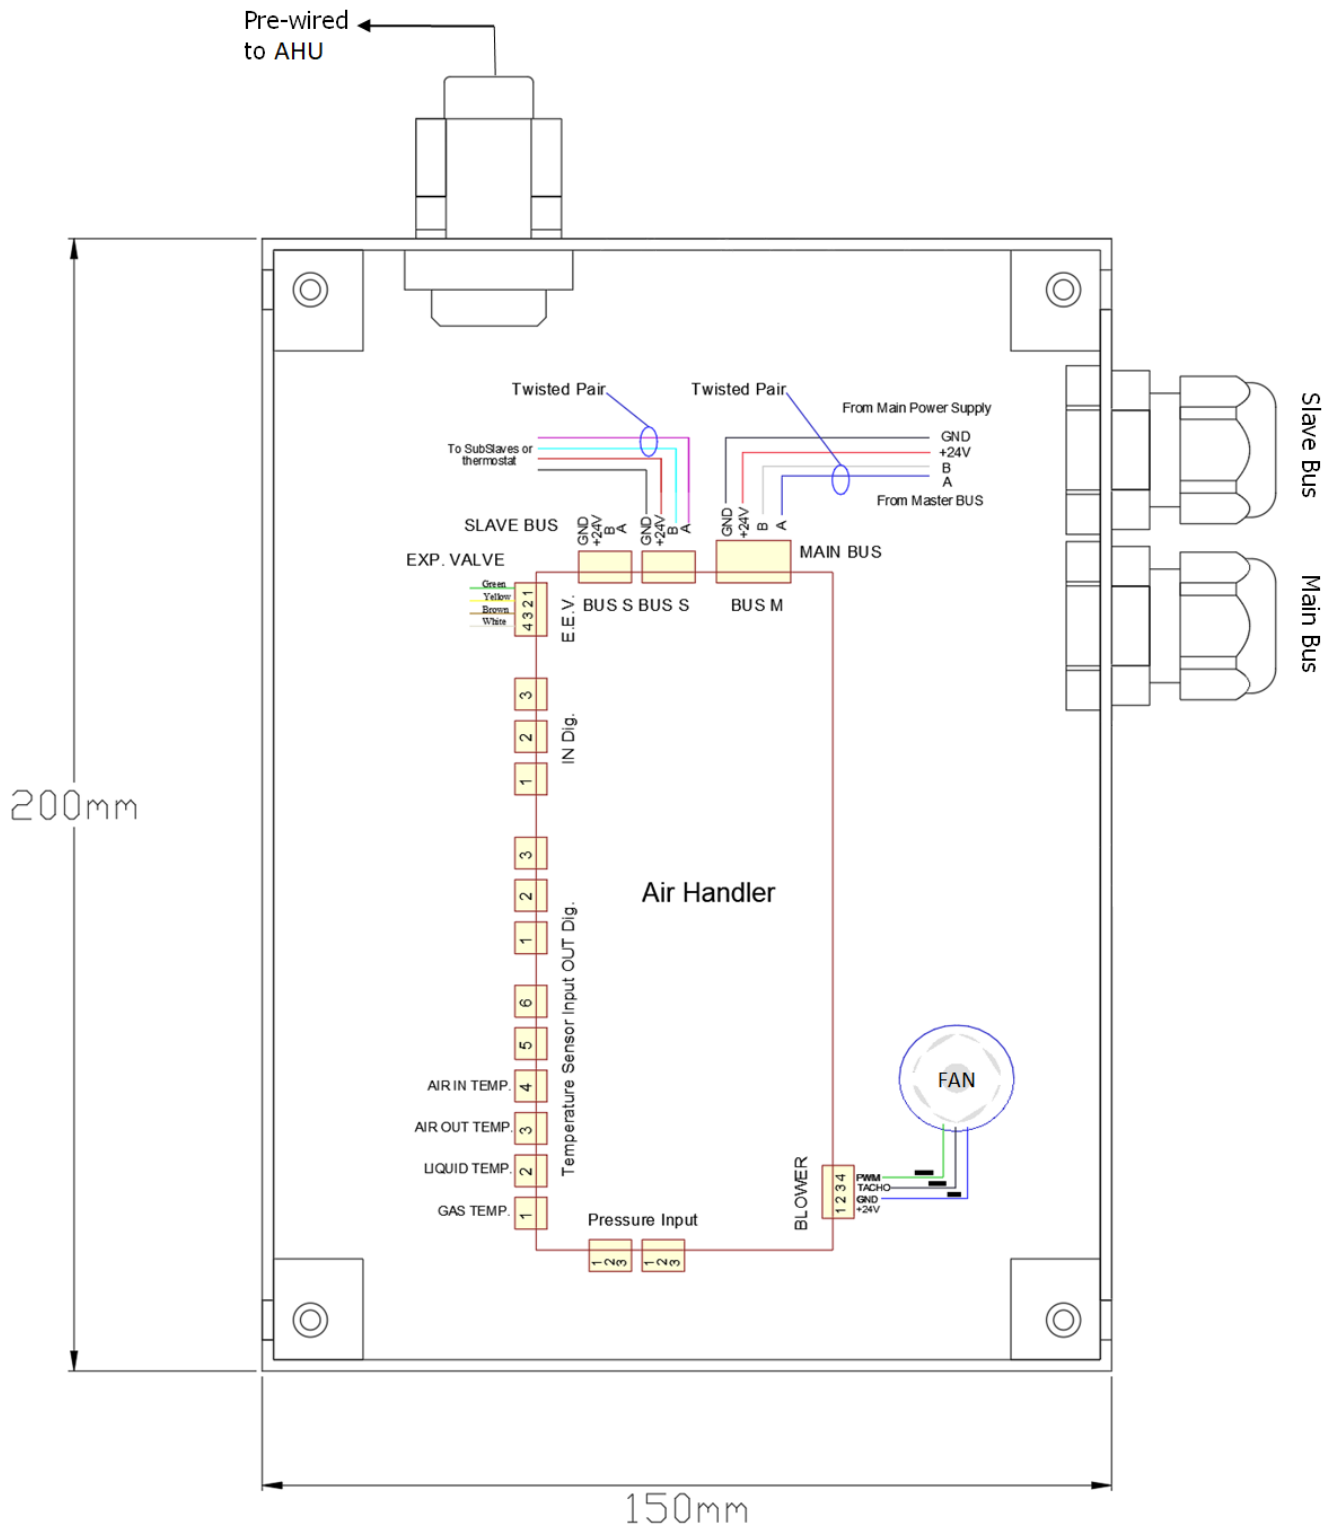 Pre-wired
to AHU
Slave Bus
Main Bus
200mm
150mm
Twisted Pair
Twisted Pair
From Main Power Supply
GND
+24V
B
A
From Master BUS
To SubSlaves or
thermostat
SLAVE BUS
GND
+24V
B
A
GND
+24V
B
A
GND
+24V
B
A
MAIN BUS
EXP. VALVE
BUS S BUS S
BUS M
Green
Yellow
Brown
White
4 3 2 1
E.E.V.
3
2
1
IN Dig.
3
2
1
Temperature Sensor Input OUT Dig.
Air Handler
6
5
AIR IN TEMP. 4
AIR OUT TEMP. 3
LIQUID TEMP. 2
GAS TEMP. 1
FAN
BLOWER
1 2 3 4
PWM
TACHO
GND
+24V
Pressure Input
1 2 3
1 2 3